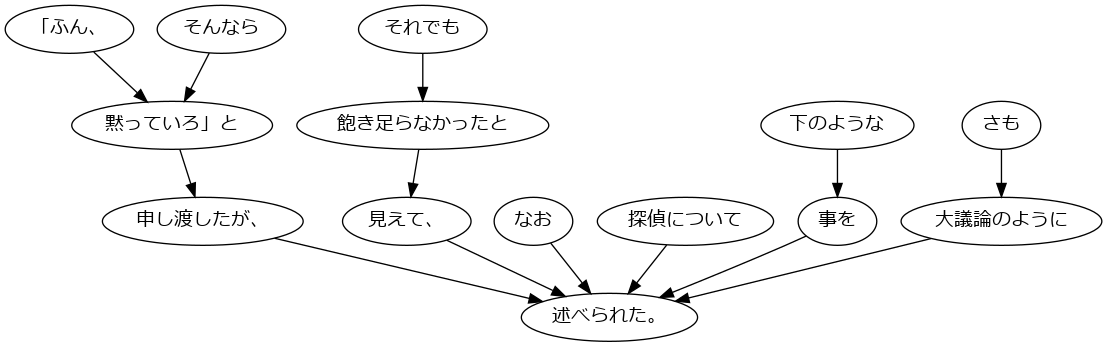 「ふん、
そんなら
それでも
黙っていろ」と
飽き足らなかったと
下のような
さも
申し渡したが、
見えて、
なお
探偵について
事を
大議論のように
述べられた。